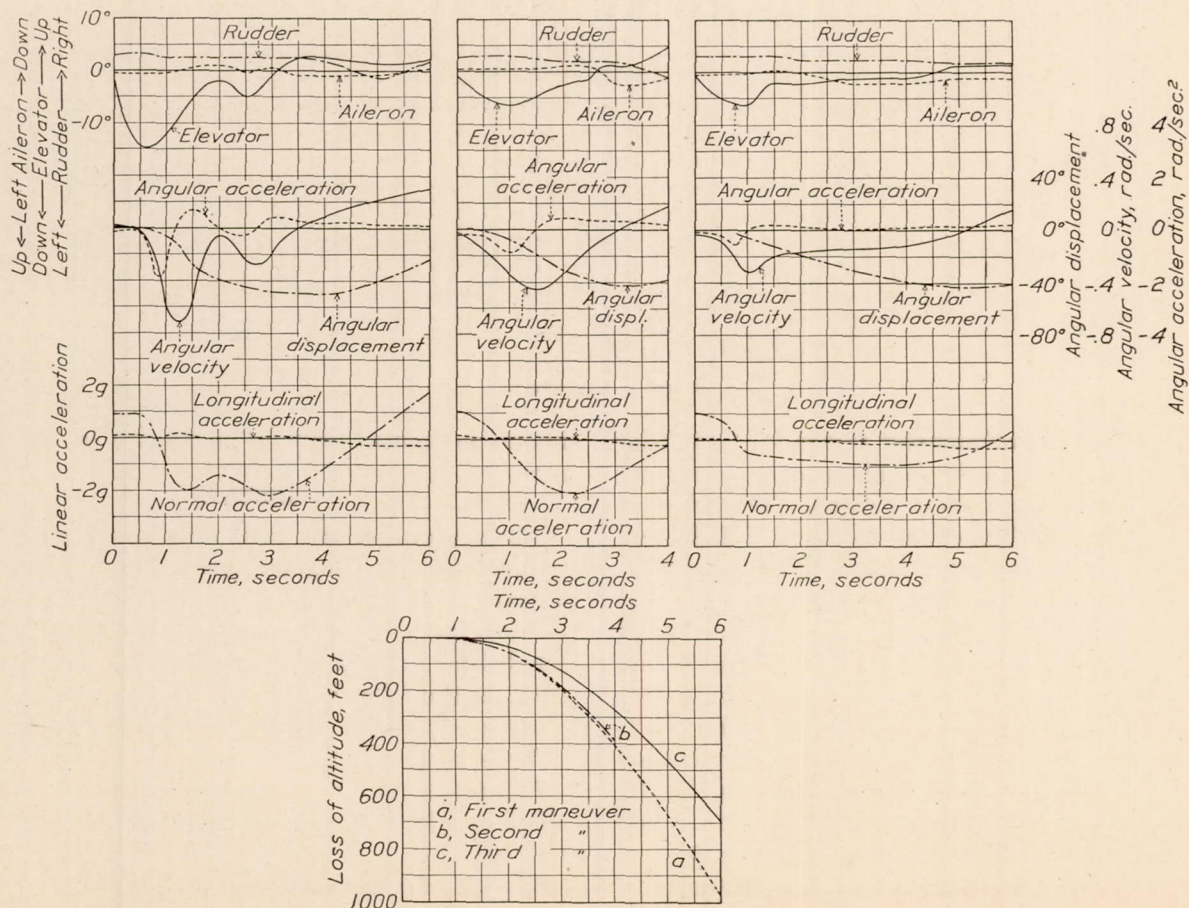 Up←Left Aileron→Down
Down←Elevator→Up
Left←Rudder→Right
10°
0°
-10°
Rudder
Aileron
Elevator
Angular acceleration
Angular
velocity
Angular
displacement
Linear acceleration
2g
0g
-2g
Longitudinal
acceleration
Normal acceleration
0 1 2 3 4 5 6
Time, seconds
Rudder
Aileron
Elevator
Angular
acceleration
Angular
velocity
Angular
displ.
Longitudinal
acceleration
Normal
acceleration
0 1 2 3 4
Time, seconds
Rudder
Aileron
Elevator
Angular acceleration
Angular
velocity
Angular
displacement
Longitudinal
acceleration
Normal acceleration
0 1 2 3 4 5 6
Time, seconds
40°
0°
-40°
-80°
Angular displacement
.8
.4
0
-.4
-.8
Angular velocity, rad/sec.
4
2
0
-2
-4
Angular acceleration, rad/sec.²
Time, seconds
0 1 2 3 4 5 6
Loss of altitude, feet
0
200
400
600
800
1000
b
c
a
a, First maneuver
b, Second "
c, Third "